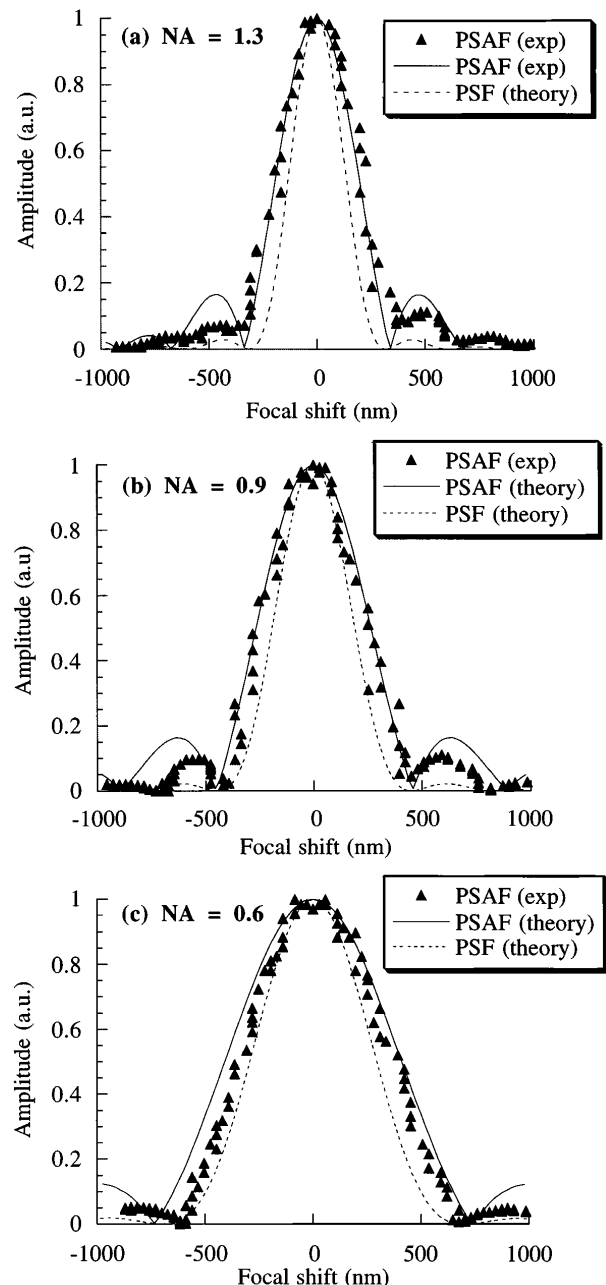 (a) NA = 1.3
PSAF (exp)
PSAF (exp)
PSF (theory)
Amplitude (a.u.)
1
0.8
0.6
0.4
0.2
0
-1000
-500
0
500
1000
Focal shift (nm)
(b) NA = 0.9
PSAF (exp)
PSAF (theory)
PSF (theory)
Amplitude (a.u)
1
0.8
0.6
0.4
0.2
0
-1000
-500
0
500
1000
Focal shift (nm)
(c) NA = 0.6
PSAF (exp)
PSAF (theory)
PSF (theory)
Amplitude (a.u.)
1
0.8
0.6
0.4
0.2
0
-1000
-500
0
500
1000
Focal shift (nm)